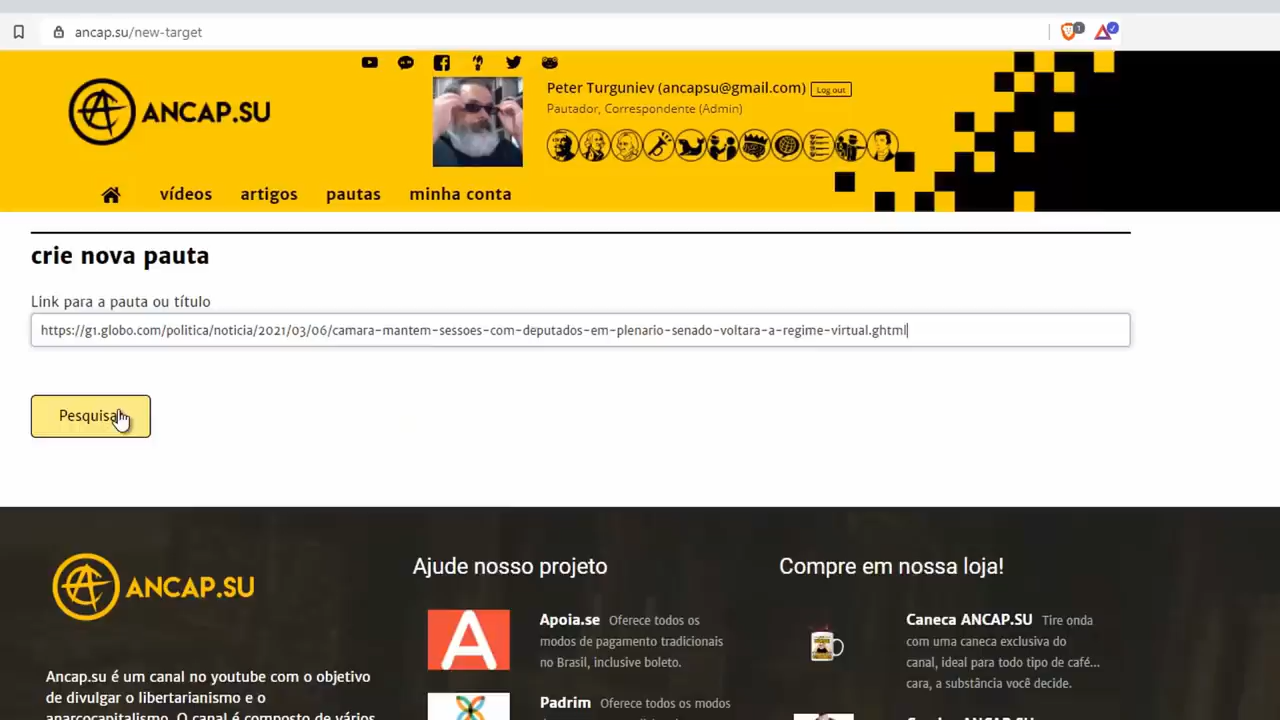 ancap.su/new-target
ANCAP.SU
Peter Turguniev (ancapsu@gmail.com) Log out
Pautador, Correspondente (Admin)
vídeos artigos pautas minha conta
crie nova pauta
Link para a pauta ou título
https://g1.globo.com/politica/noticia/2021/03/06/camara-mantem-sessoes-com-deputados-em-plenario-senado-voltara-a-regime-virtual.ghtml
Pesquisar
ANCAP.SU
Ancap.su é um canal no youtube com o objetivo
de divulgar o libertarianismo e o
anarcocapitalismo. O canal é composto de vários
Ajude nosso projeto
Apoia.se Oferece todos os
modos de pagamento tradicionais
no Brasil, inclusive boleto.
Padrim Oferece todos os modos
Compre em nossa loja!
Caneca ANCAP.SU Tire onda
com uma caneca exclusiva do
canal, ideal para todo tipo de café...
cara, a substância você decide.